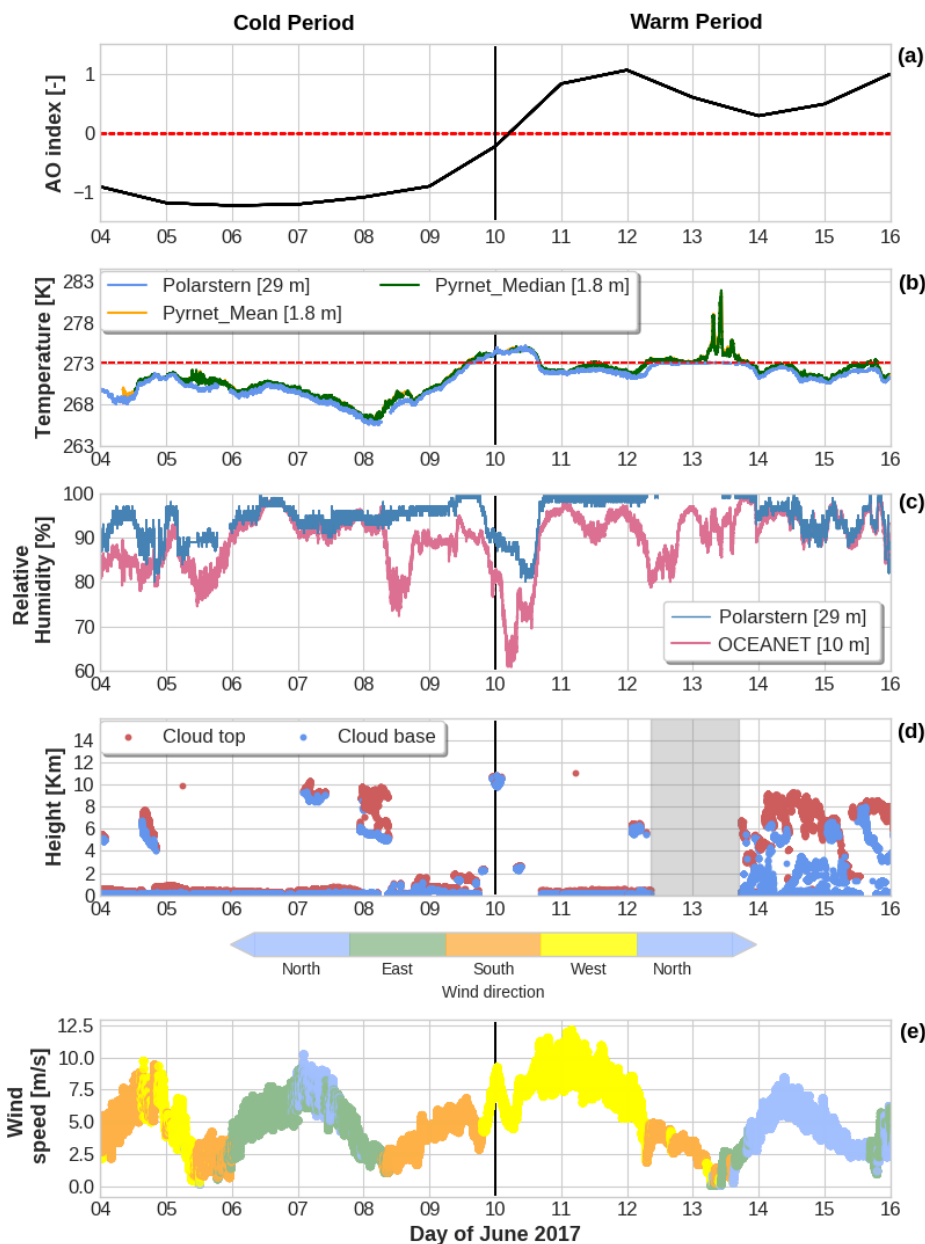 Cold Period Warm Period
(a)
AO index [-]
1
0
−1
04 05 06 07 08 09 10 11 12 13 14 15 16
(b)
Temperature [K]
283
278
273
268
263
Polarstern [29 m] Pyrnet_Median [1.8 m]
Pyrnet_Mean [1.8 m]
04 05 06 07 08 09 10 11 12 13 14 15 16
(c)
Relative
Humidity [%]
100
90
80
70
60
Polarstern [29 m]
OCEANET [10 m]
04 05 06 07 08 09 10 11 12 13 14 15 16
(d)
Height [Km]
Cloud top Cloud base
14
12
10
8
6
4
2
0
04 05 06 07 08 09 10 11 12 13 14 15 16
North East South West North
Wind direction
(e)
Wind
speed [m/s]
12.5
10.0
7.5
5.0
2.5
0.0
04 05 06 07 08 09 10 11 12 13 14 15 16
Day of June 2017